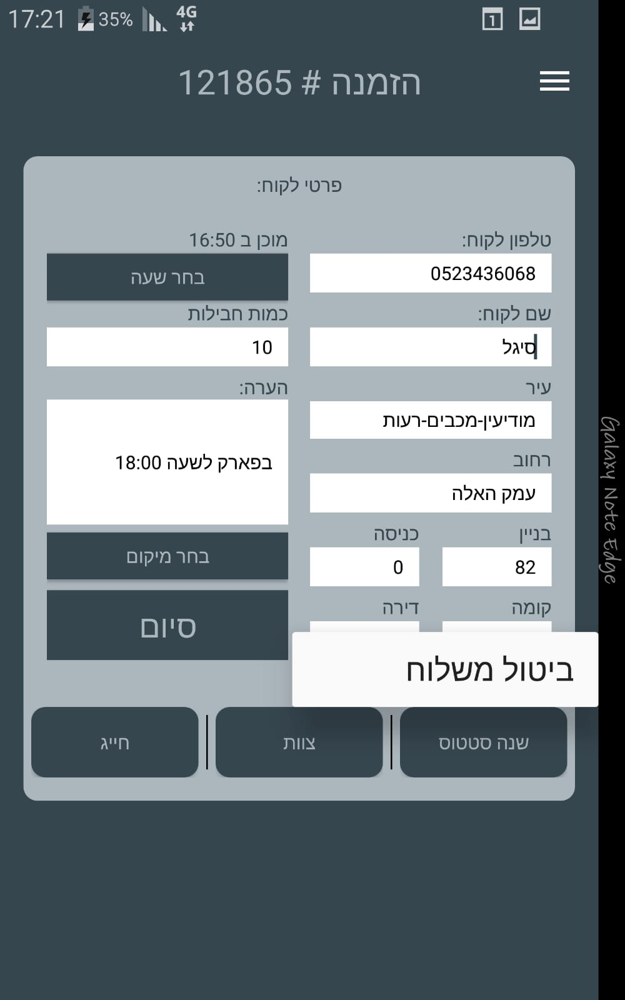 17:21 35% 4G 1
הזמנה # 121865
פרטי לקוח:
טלפון לקוח:
0523436068
שם לקוח:
סיגל
עיר
מודיעין-מכבים-רעות
רחוב
עמק האלה
בניין כניסה
82 0
קומה דירה
מוכן ב 16:50
בחר שעה
כמות חבילות
10
הערה:
בפארק לשעה 18:00
בחר מיקום
סיום
ביטול משלוח
שנה סטטוס צוות חייג
Galaxy Note Edge